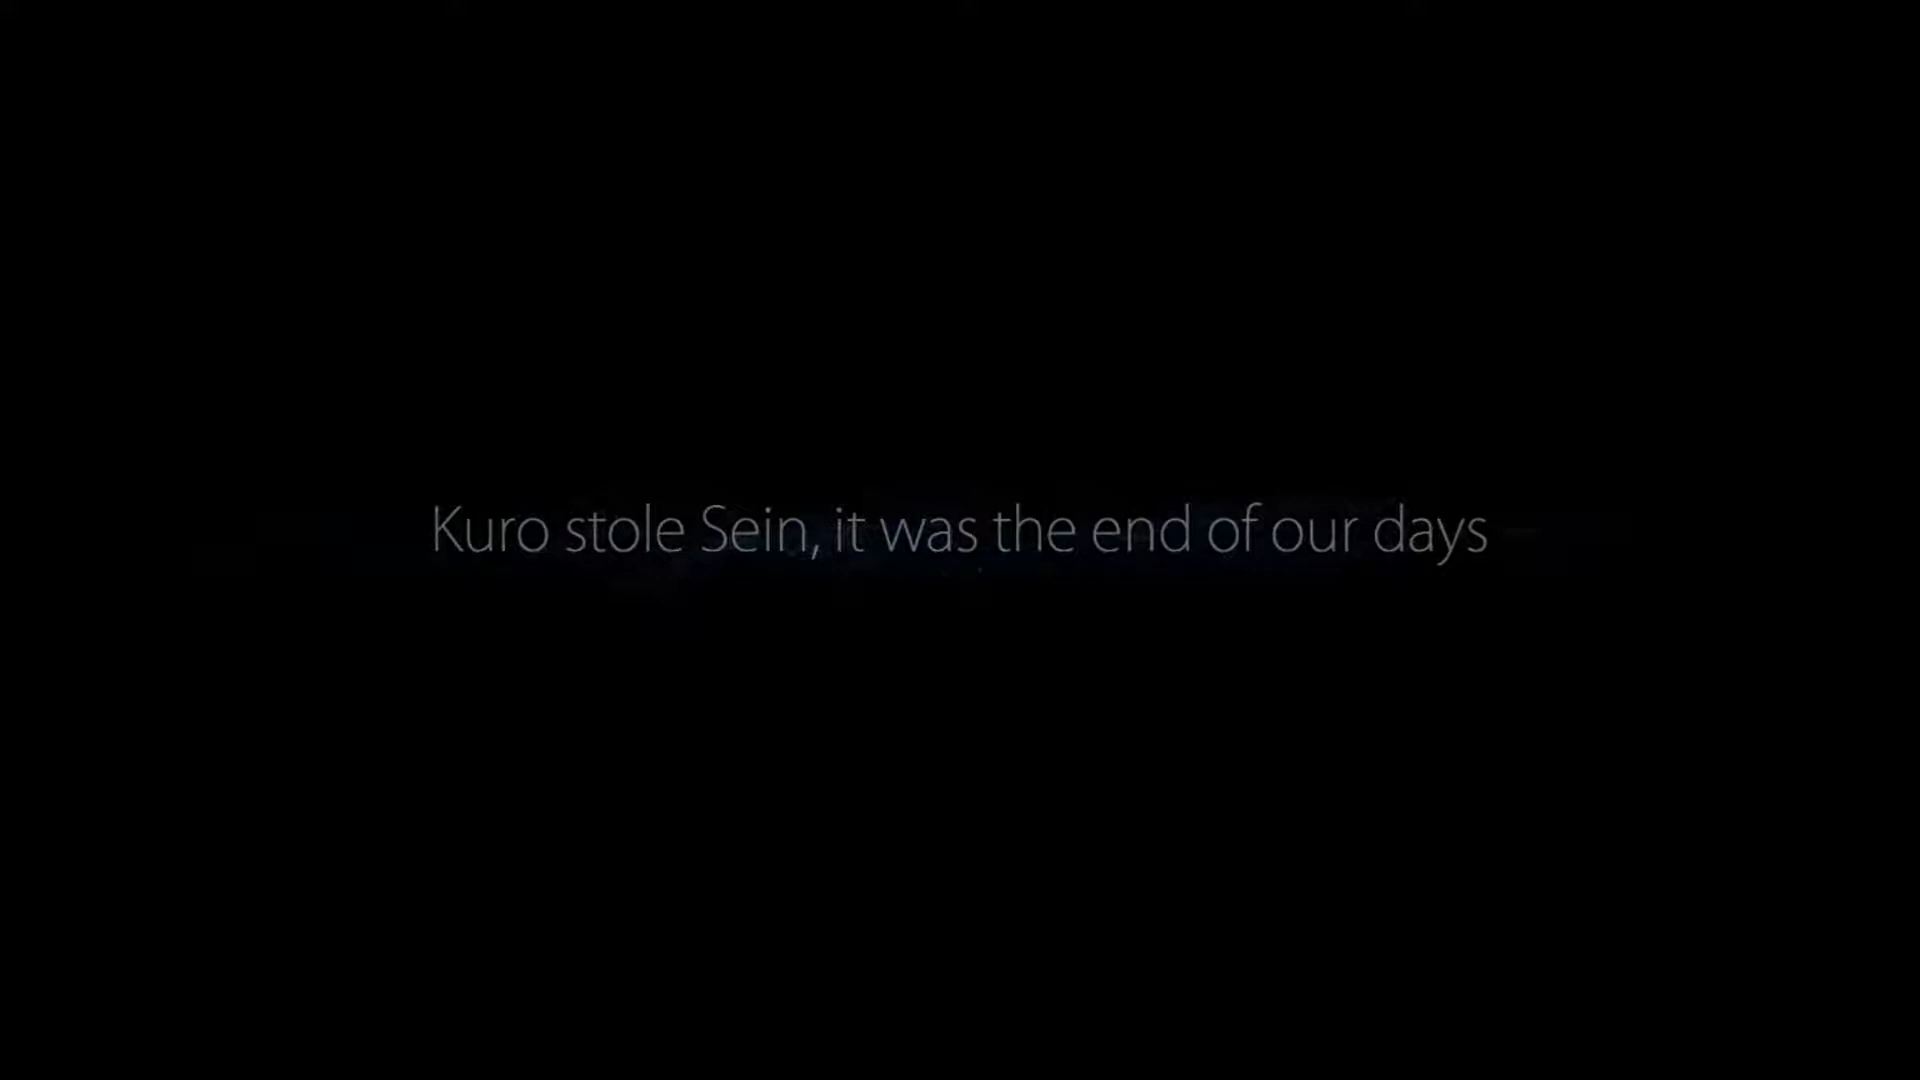 Kuro stole Sein, it was the end of our days